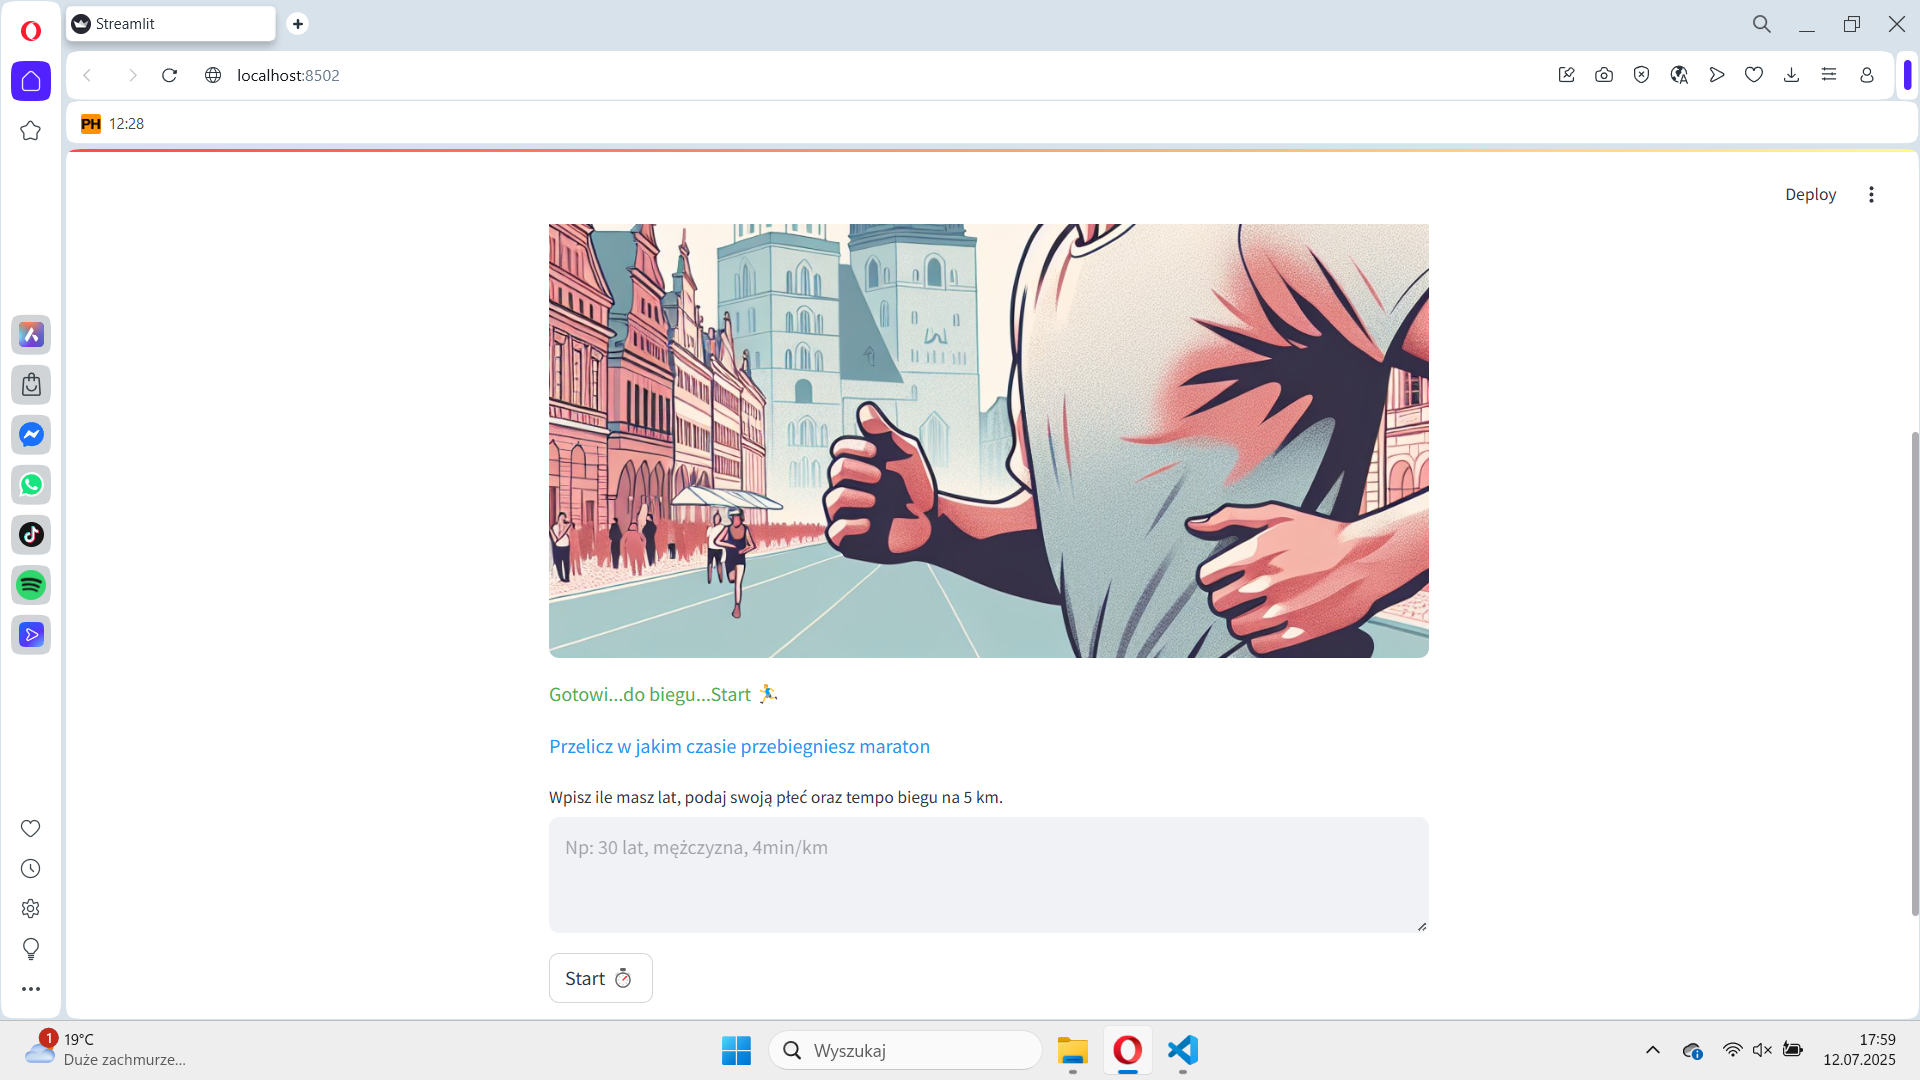 Streamlit
localhost:8502
PH 12:28
Deploy
Gotowi...do biegu...Start
Przelicz w jakim czasie przebiegniesz maraton
Wpisz ile masz lat, podaj swoją płeć oraz tempo biegu na 5 km.
Np: 30 lat, mężczyzna, 4min/km
Start
1
19°C
Duże zachmurze...
Wyszukaj
17:59
12.07.2025